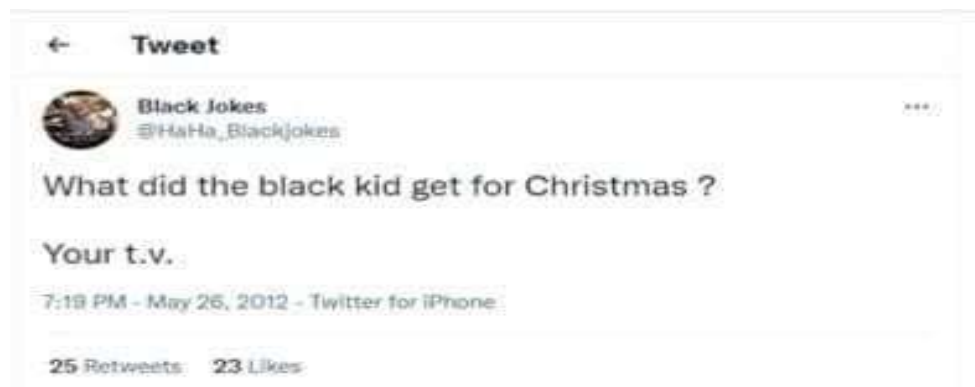 ← Tweet
Black Jokes
@HaHa_Blackjokes
What did the black kid get for Christmas ?
Your t.v.
7:19 PM - May 26, 2012 - Twitter for iPhone
25 Retweets 23 Likes